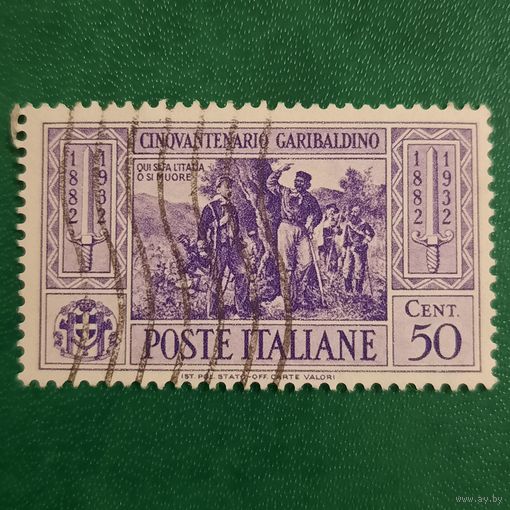 CINQVANTENARIO GARIBALDINO
1882
1932
QUI SI FA L'ITALIA
O SI MUORE
1882
1932
POSTE ITALIANE
CENT.
50
IST. POL. STATO-OFF. CARTE VALORI
www.ay.by